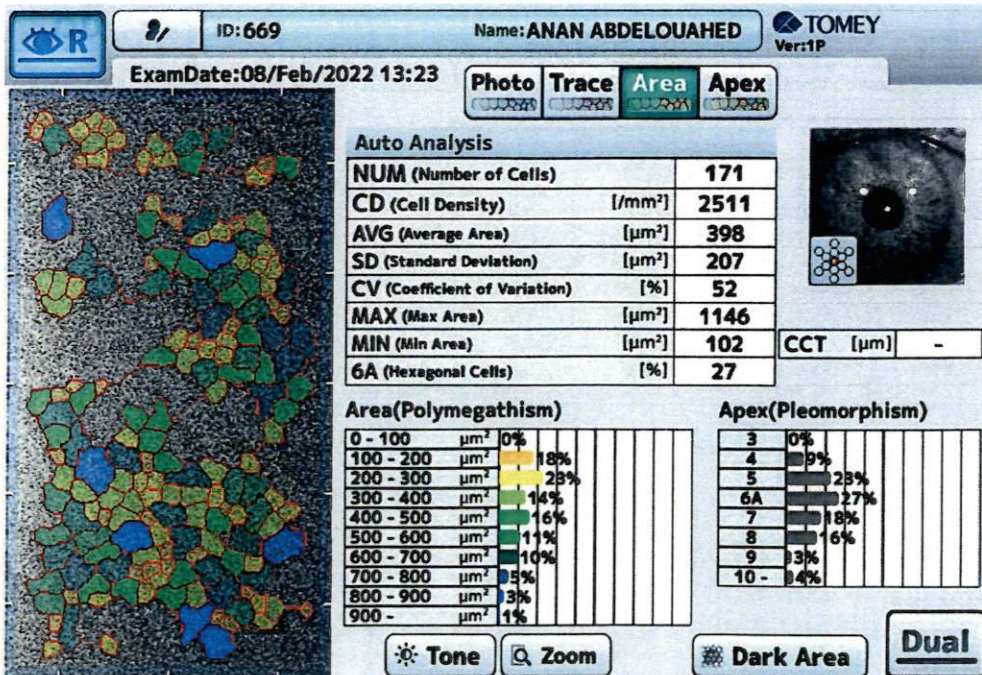 R
ID:669
Name:ANAN ABDELOUAHED
TOMEY
Ver:1P
ExamDate:08/Feb/2022 13:23
Photo Trace Area Apex
Auto Analysis
NUM (Number of Cells) 171
CD (Cell Density) [/mm²] 2511
AVG (Average Area) [µm²] 398
SD (Standard Deviation) [µm²] 207
CV (Coefficient of Variation) [%] 52
MAX (Max Area) [µm²] 1146
MIN (Min Area) [µm²] 102
6A (Hexagonal Cells) [%] 27
CCT [µm] -
Area(Polymegathism)
0 - 100 µm² 0%
100 - 200 µm² 18%
200 - 300 µm² 23%
300 - 400 µm² 14%
400 - 500 µm² 16%
500 - 600 µm² 11%
600 - 700 µm² 10%
700 - 800 µm² 5%
800 - 900 µm² 3%
900 - µm² 1%
Apex(Pleomorphism)
3 0%
4 9%
5 23%
6A 27%
7 18%
8 16%
9 3%
10 - 4%
Tone
Zoom
Dark Area
Dual